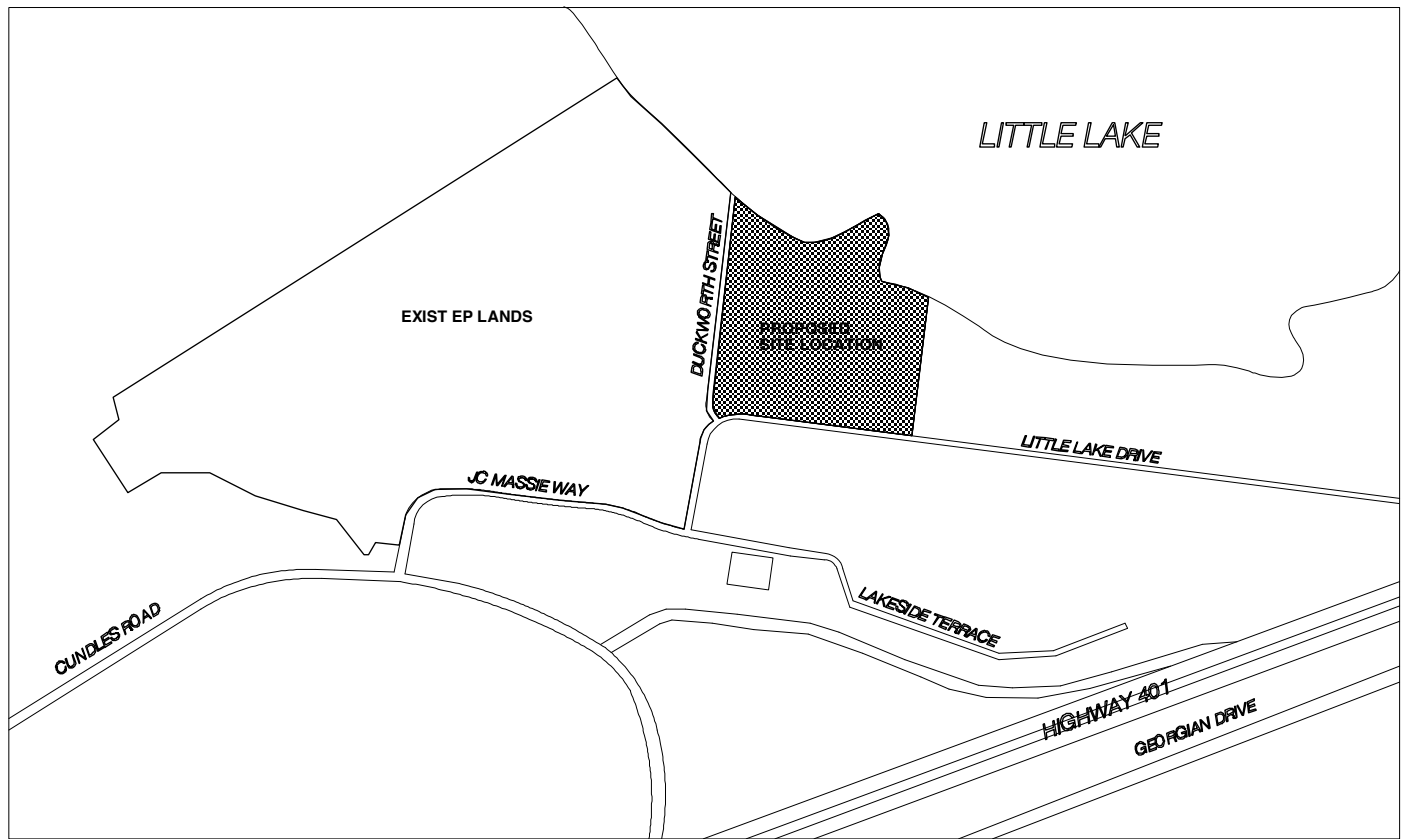 LITTLE LAKE
DUCKWORTH STREET
EXIST EP LANDS
PROPOSED
SITE LOCATION
LITTLE LAKE DRIVE
JC MASSIE WAY
LAKESIDE TERRACE
CUNDLES ROAD
HIGHWAY 401
GEORGIAN DRIVE